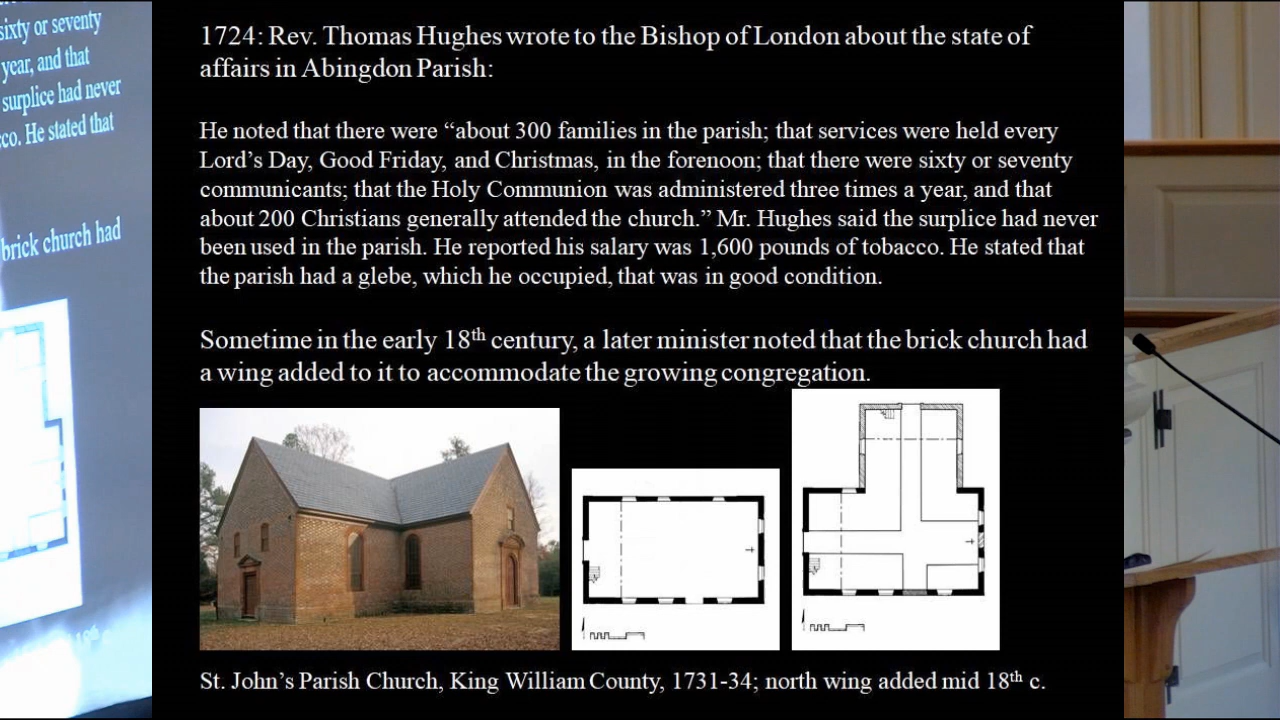 sixty or seventy
year, and that
surplice had never
co. He stated that
brick church had
1724: Rev. Thomas Hughes wrote to the Bishop of London about the state of
affairs in Abingdon Parish:
He noted that there were “about 300 families in the parish; that services were held every
Lord’s Day, Good Friday, and Christmas, in the forenoon; that there were sixty or seventy
communicants; that the Holy Communion was administered three times a year, and that
about 200 Christians generally attended the church.” Mr. Hughes said the surplice had never
been used in the parish. He reported his salary was 1,600 pounds of tobacco. He stated that
the parish had a glebe, which he occupied, that was in good condition.
Sometime in the early 18th century, a later minister noted that the brick church had
a wing added to it to accommodate the growing congregation.
St. John’s Parish Church, King William County, 1731-34; north wing added mid 18th c.